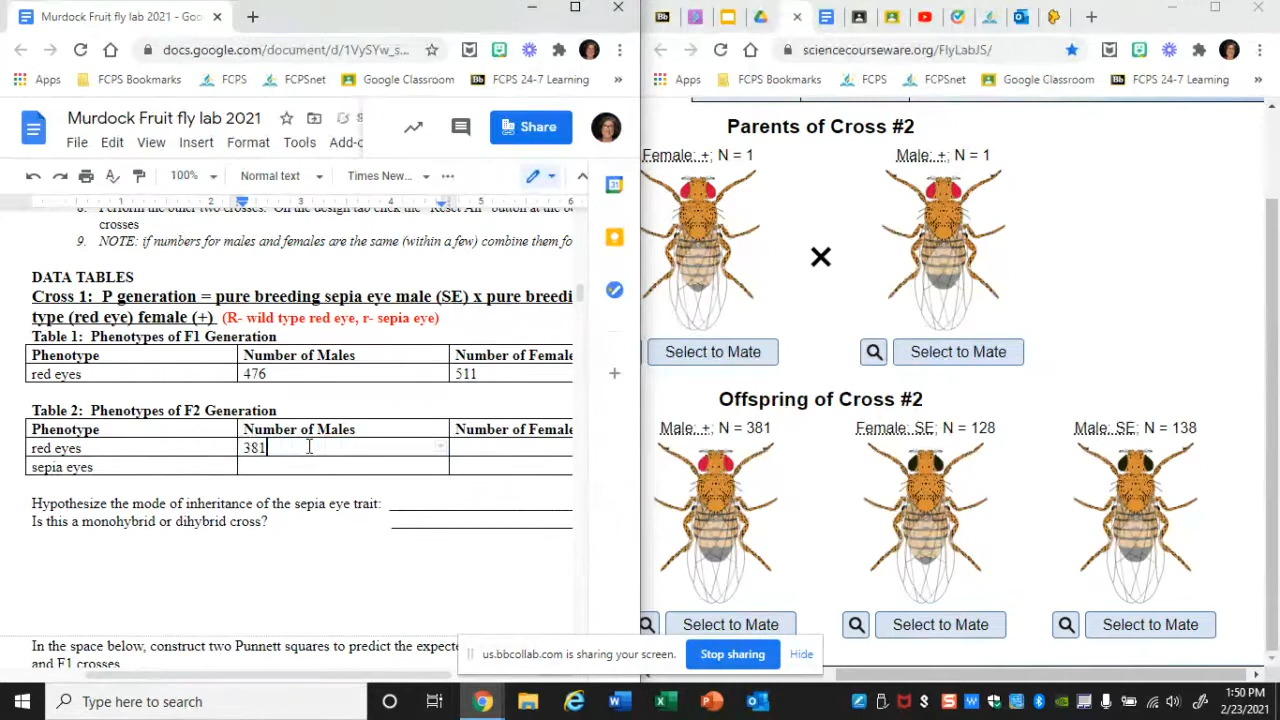 Murdock Fruit fly lab 2021 - Goo
docs.google.com/document/d/1VySYw_s...
Apps FCPS Bookmarks FCPS FCPSnet Google Classroom Bb FCPS 24-7 Learning »
Murdock Fruit fly lab 2021
Share
File Edit View Insert Format Tools Add-o
100% Normal text Times New...
1 2 3 4 5 6
crosses
9. NOTE: if numbers for males and females are the same (within a few) combine them fo
DATA TABLES
Cross 1: P generation = pure breeding sepia eye male (SE) x pure breedi
type (red eye) female (+) (R- wild type red eye, r- sepia eye)
Table 1: Phenotypes of F1 Generation
Phenotype Number of Males Number of Female
red eyes 476 511
Table 2: Phenotypes of F2 Generation
Phenotype Number of Males Number of Female
red eyes 381
sepia eyes
Hypothesize the mode of inheritance of the sepia eye trait:
Is this a monohybrid or dihybrid cross?
In the space below, construct two Punnett squares to predict the expecte
and F1 crosses
31
Bb
sciencecourseware.org/FlyLabJS/
Apps FCPS Bookmarks FCPS FCPSnet Google Classroom Bb FCPS 24-7 Learning
Parents of Cross #2
Female: +; N = 1 Male: +; N = 1
×
Select to Mate Select to Mate
Offspring of Cross #2
Male: +; N = 381 Female: SE; N = 128 Male: SE; N = 138
Select to Mate Select to Mate Select to Mate
us.bbcollab.com is sharing your screen. Stop sharing Hide
Type here to search
1:50 PM
2/23/2021